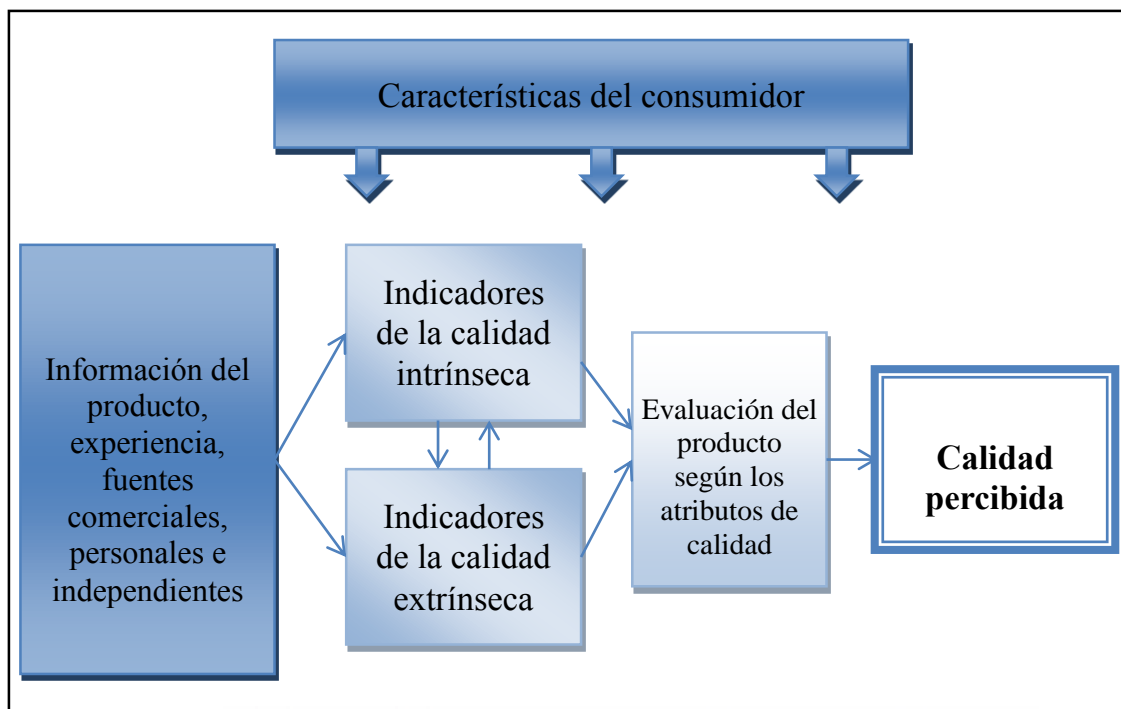 Características del consumidor
Información del
producto,
experiencia,
fuentes
comerciales,
personales e
independientes
Indicadores
de la calidad
intrínseca
Indicadores
de la calidad
extrínseca
Evaluación del
producto
según los
atributos de
calidad
Calidad
percibida